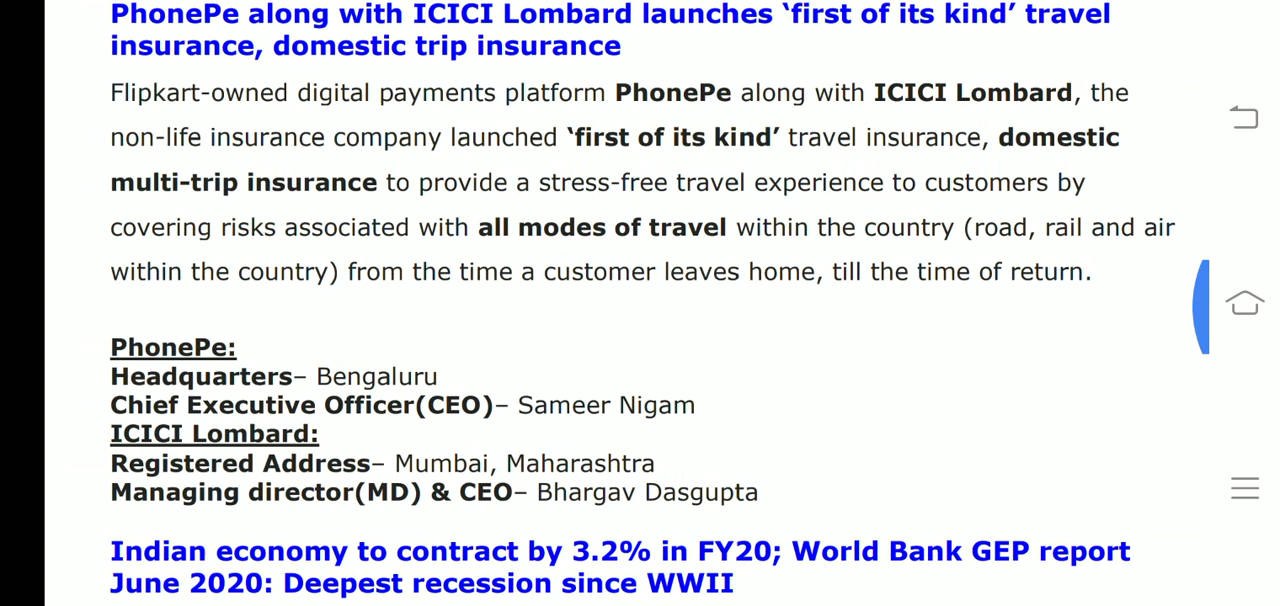 PhonePe along with ICICI Lombard launches ‘first of its kind’ travel
insurance, domestic trip insurance
Flipkart-owned digital payments platform PhonePe along with ICICI Lombard, the
non-life insurance company launched ‘first of its kind’ travel insurance, domestic
multi-trip insurance to provide a stress-free travel experience to customers by
covering risks associated with all modes of travel within the country (road, rail and air
within the country) from the time a customer leaves home, till the time of return.
PhonePe:
Headquarters– Bengaluru
Chief Executive Officer(CEO)– Sameer Nigam
ICICI Lombard:
Registered Address– Mumbai, Maharashtra
Managing director(MD) & CEO– Bhargav Dasgupta
Indian economy to contract by 3.2% in FY20; World Bank GEP report
June 2020: Deepest recession since WWII